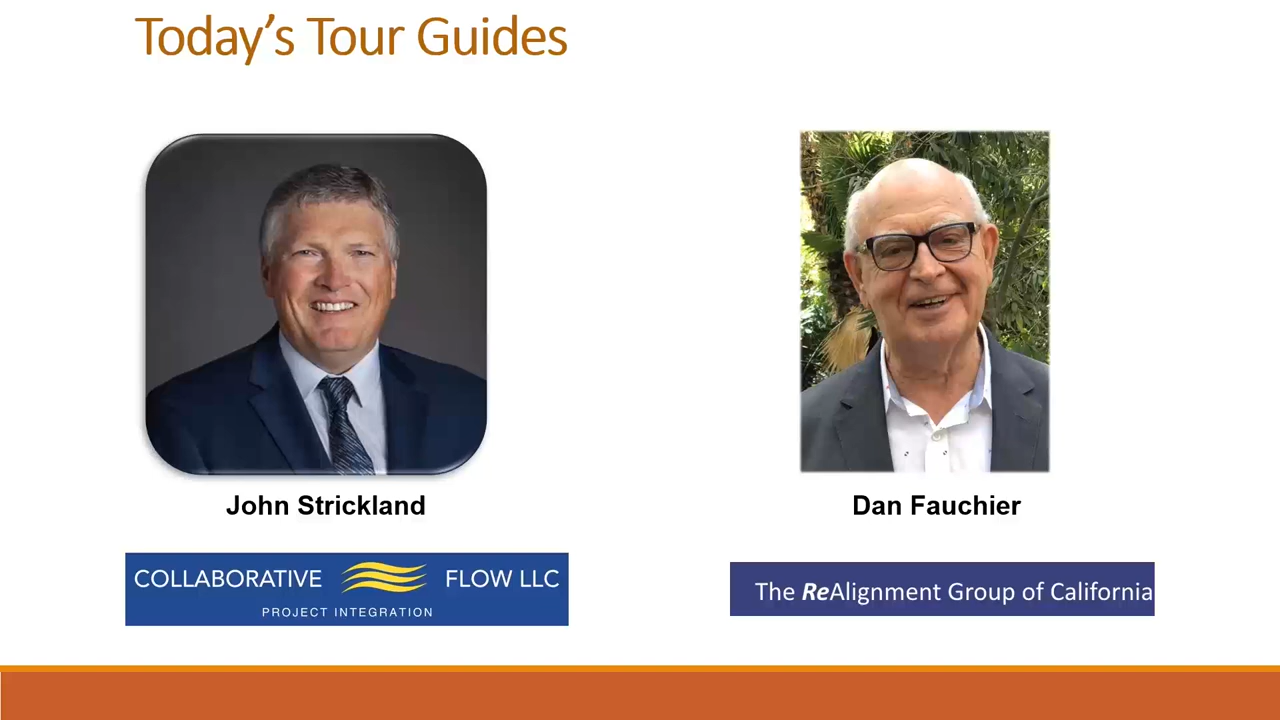 Today’s Tour Guides
John Strickland
Dan Fauchier
COLLABORATIVE FLOW LLC
PROJECT INTEGRATION
The ReAlignment Group of California